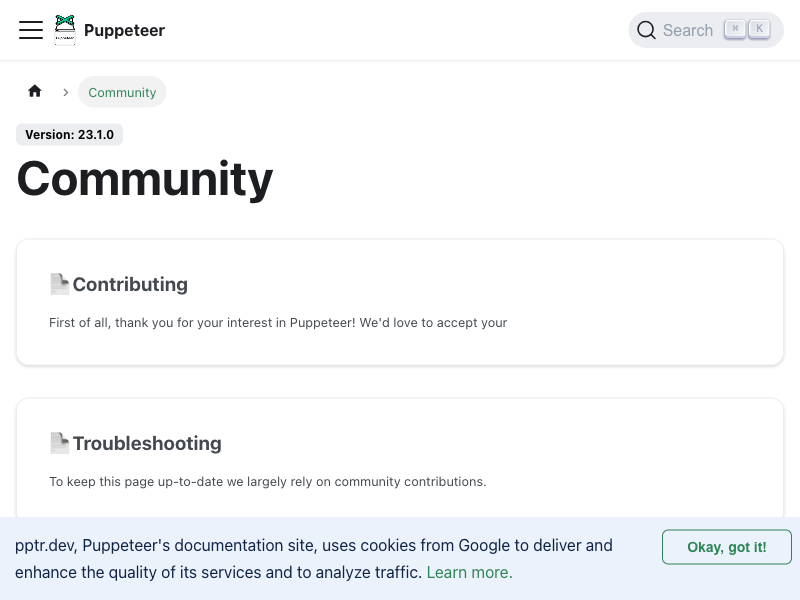 Puppeteer
Search ⌘ K
Community
Version: 23.1.0
Community
Contributing
First of all, thank you for your interest in Puppeteer! We'd love to accept your
Troubleshooting
To keep this page up-to-date we largely rely on community contributions.
pptr.dev, Puppeteer's documentation site, uses cookies from Google to deliver and
enhance the quality of its services and to analyze traffic. Learn more.
Okay, got it!